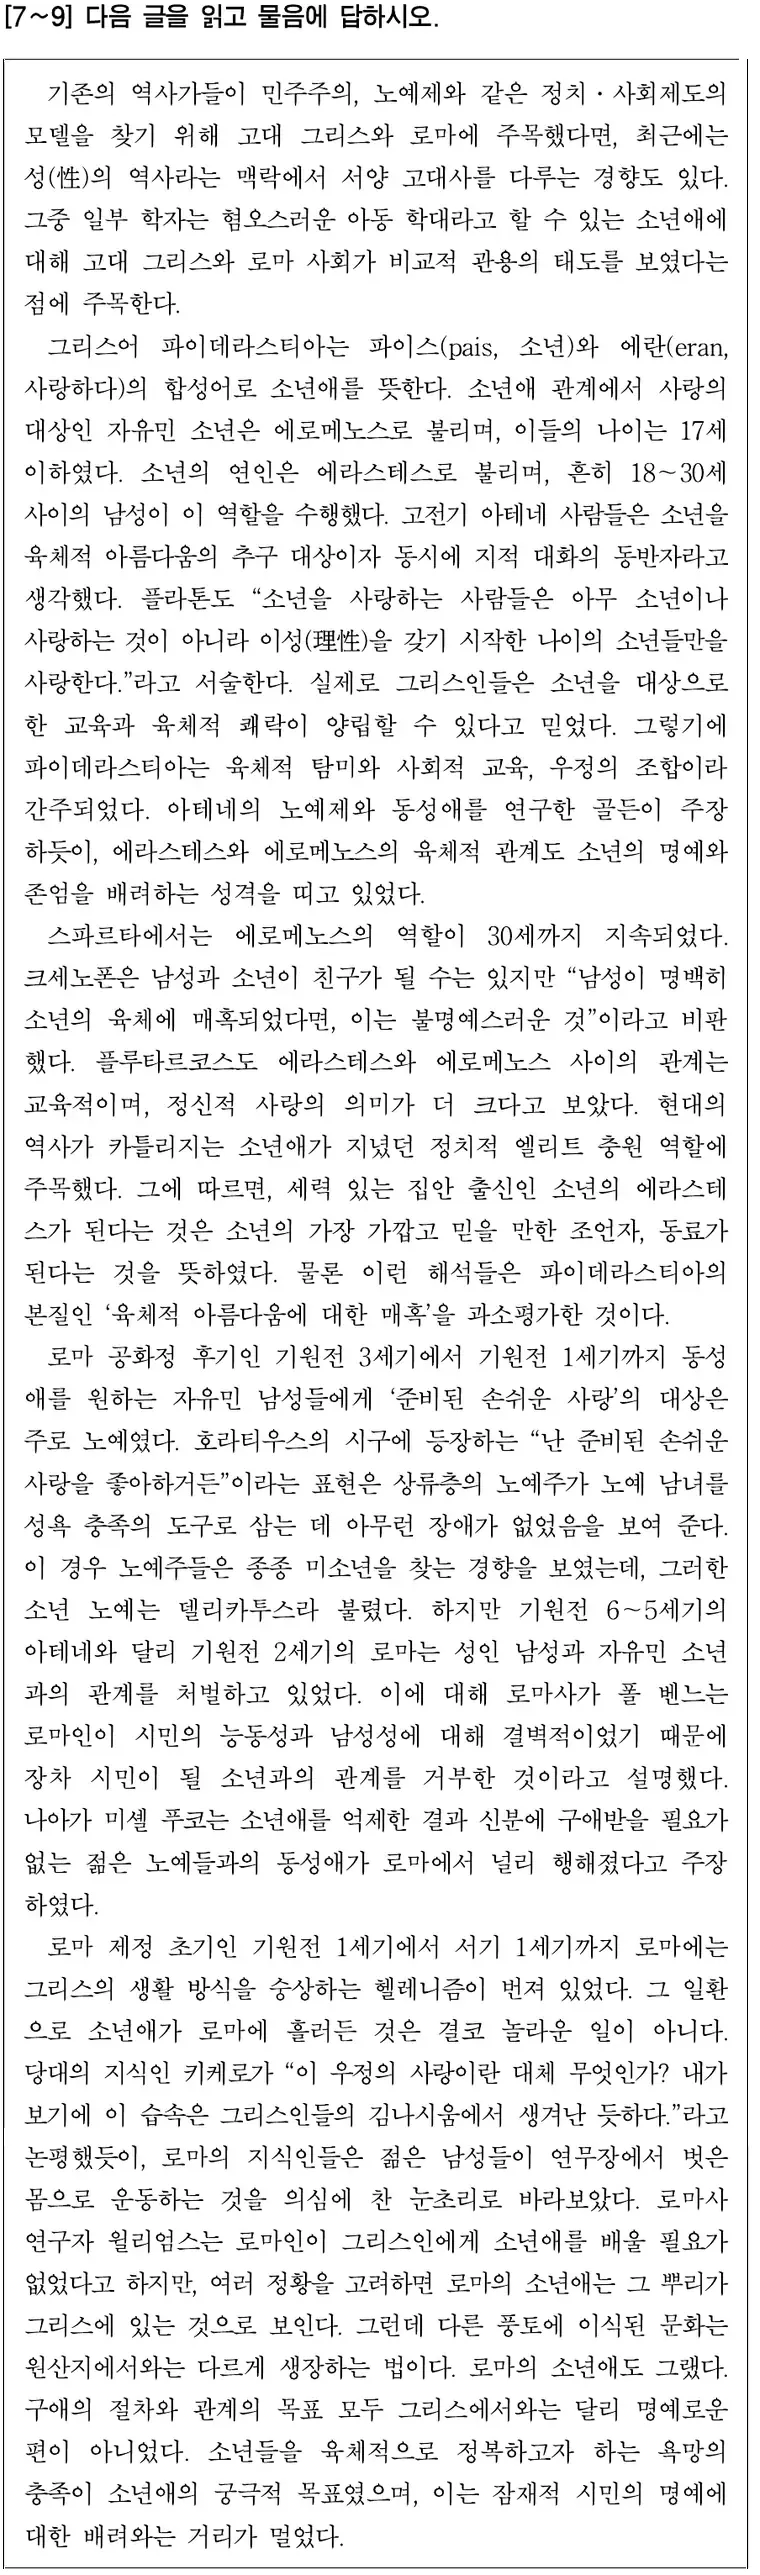 [7～9] 다음 글을 읽고 물음에 답하시오.
기존의 역사가들이 민주주의, 노예제와 같은 정치・사회제도의
모델을 찾기 위해 고대 그리스와 로마에 주목했다면, 최근에는
성(性)의 역사라는 맥락에서 서양 고대사를 다루는 경향도 있다.
그중 일부 학자는 혐오스러운 아동 학대라고 할 수 있는 소년애에
대해 고대 그리스와 로마 사회가 비교적 관용의 태도를 보였다는
점에 주목한다.
그리스어 파이데라스티아는 파이스(pais, 소년)와 에란(eran,
사랑하다)의 합성어로 소년애를 뜻한다. 소년애 관계에서 사랑의
대상인 자유민 소년은 에로메노스로 불리며, 이들의 나이는 17세
이하였다. 소년의 연인은 에라스테스로 불리며, 흔히 18～30세
사이의 남성이 이 역할을 수행했다. 고전기 아테네 사람들은 소년을
육체적 아름다움의 추구 대상이자 동시에 지적 대화의 동반자라고
생각했다. 플라톤도 “소년을 사랑하는 사람들은 아무 소년이나
사랑하는 것이 아니라 이성(理性)을 갖기 시작한 나이의 소년들만을
사랑한다.”라고 서술한다. 실제로 그리스인들은 소년을 대상으로
한 교육과 육체적 쾌락이 양립할 수 있다고 믿었다. 그렇기에
파이데라스티아는 육체적 탐미와 사회적 교육, 우정의 조합이라
간주되었다. 아테네의 노예제와 동성애를 연구한 골든이 주장
하듯이, 에라스테스와 에로메노스의 육체적 관계도 소년의 명예와
존엄을 배려하는 성격을 띠고 있었다.
스파르타에서는 에로메노스의 역할이 30세까지 지속되었다.
크세노폰은 남성과 소년이 친구가 될 수는 있지만 “남성이 명백히
소년의 육체에 매혹되었다면, 이는 불명예스러운 것”이라고 비판
했다. 플루타르코스도 에라스테스와 에로메노스 사이의 관계는
교육적이며, 정신적 사랑의 의미가 더 크다고 보았다. 현대의
역사가 카틀리지는 소년애가 지녔던 정치적 엘리트 충원 역할에
주목했다. 그에 따르면, 세력 있는 집안 출신인 소년의 에라스테
스가 된다는 것은 소년의 가장 가깝고 믿을 만한 조언자, 동료가
된다는 것을 뜻하였다. 물론 이런 해석들은 파이데라스티아의
본질인 ‘육체적 아름다움에 대한 매혹’을 과소평가한 것이다.
로마 공화정 후기인 기원전 3세기에서 기원전 1세기까지 동성
애를 원하는 자유민 남성들에게 ‘준비된 손쉬운 사랑’의 대상은
주로 노예였다. 호라티우스의 시구에 등장하는 “난 준비된 손쉬운
사랑을 좋아하거든”이라는 표현은 상류층의 노예주가 노예 남녀를
성욕 충족의 도구로 삼는 데 아무런 장애가 없었음을 보여 준다.
이 경우 노예주들은 종종 미소년을 찾는 경향을 보였는데, 그러한
소년 노예는 델리카투스라 불렸다. 하지만 기원전 6～5세기의
아테네와 달리 기원전 2세기의 로마는 성인 남성과 자유민 소년
과의 관계를 처벌하고 있었다. 이에 대해 로마사가 폴 벤느는
로마인이 시민의 능동성과 남성성에 대해 결벽적이었기 때문에
장차 시민이 될 소년과의 관계를 거부한 것이라고 설명했다.
나아가 미셸 푸코는 소년애를 억제한 결과 신분에 구애받을 필요가
없는 젊은 노예들과의 동성애가 로마에서 널리 행해졌다고 주장
하였다.
로마 제정 초기인 기원전 1세기에서 서기 1세기까지 로마에는
그리스의 생활 방식을 숭상하는 헬레니즘이 번져 있었다. 그 일환
으로 소년애가 로마에 흘러든 것은 결코 놀라운 일이 아니다.
당대의 지식인 키케로가 “이 우정의 사랑이란 대체 무엇인가? 내가
보기에 이 습속은 그리스인들의 김나시움에서 생겨난 듯하다.”라고
논평했듯이, 로마의 지식인들은 젊은 남성들이 연무장에서 벗은
몸으로 운동하는 것을 의심에 찬 눈초리로 바라보았다. 로마사
연구자 윌리엄스는 로마인이 그리스인에게 소년애를 배울 필요가
없었다고 하지만, 여러 정황을 고려하면 로마의 소년애는 그 뿌리가
그리스에 있는 것으로 보인다. 그런데 다른 풍토에 이식된 문화는
원산지에서와는 다르게 생장하는 법이다. 로마의 소년애도 그랬다.
구애의 절차와 관계의 목표 모두 그리스에서와는 달리 명예로운
편이 아니었다. 소년들을 육체적으로 정복하고자 하는 욕망의
충족이 소년애의 궁극적 목표였으며, 이는 잠재적 시민의 명예에
대한 배려와는 거리가 멀었다.